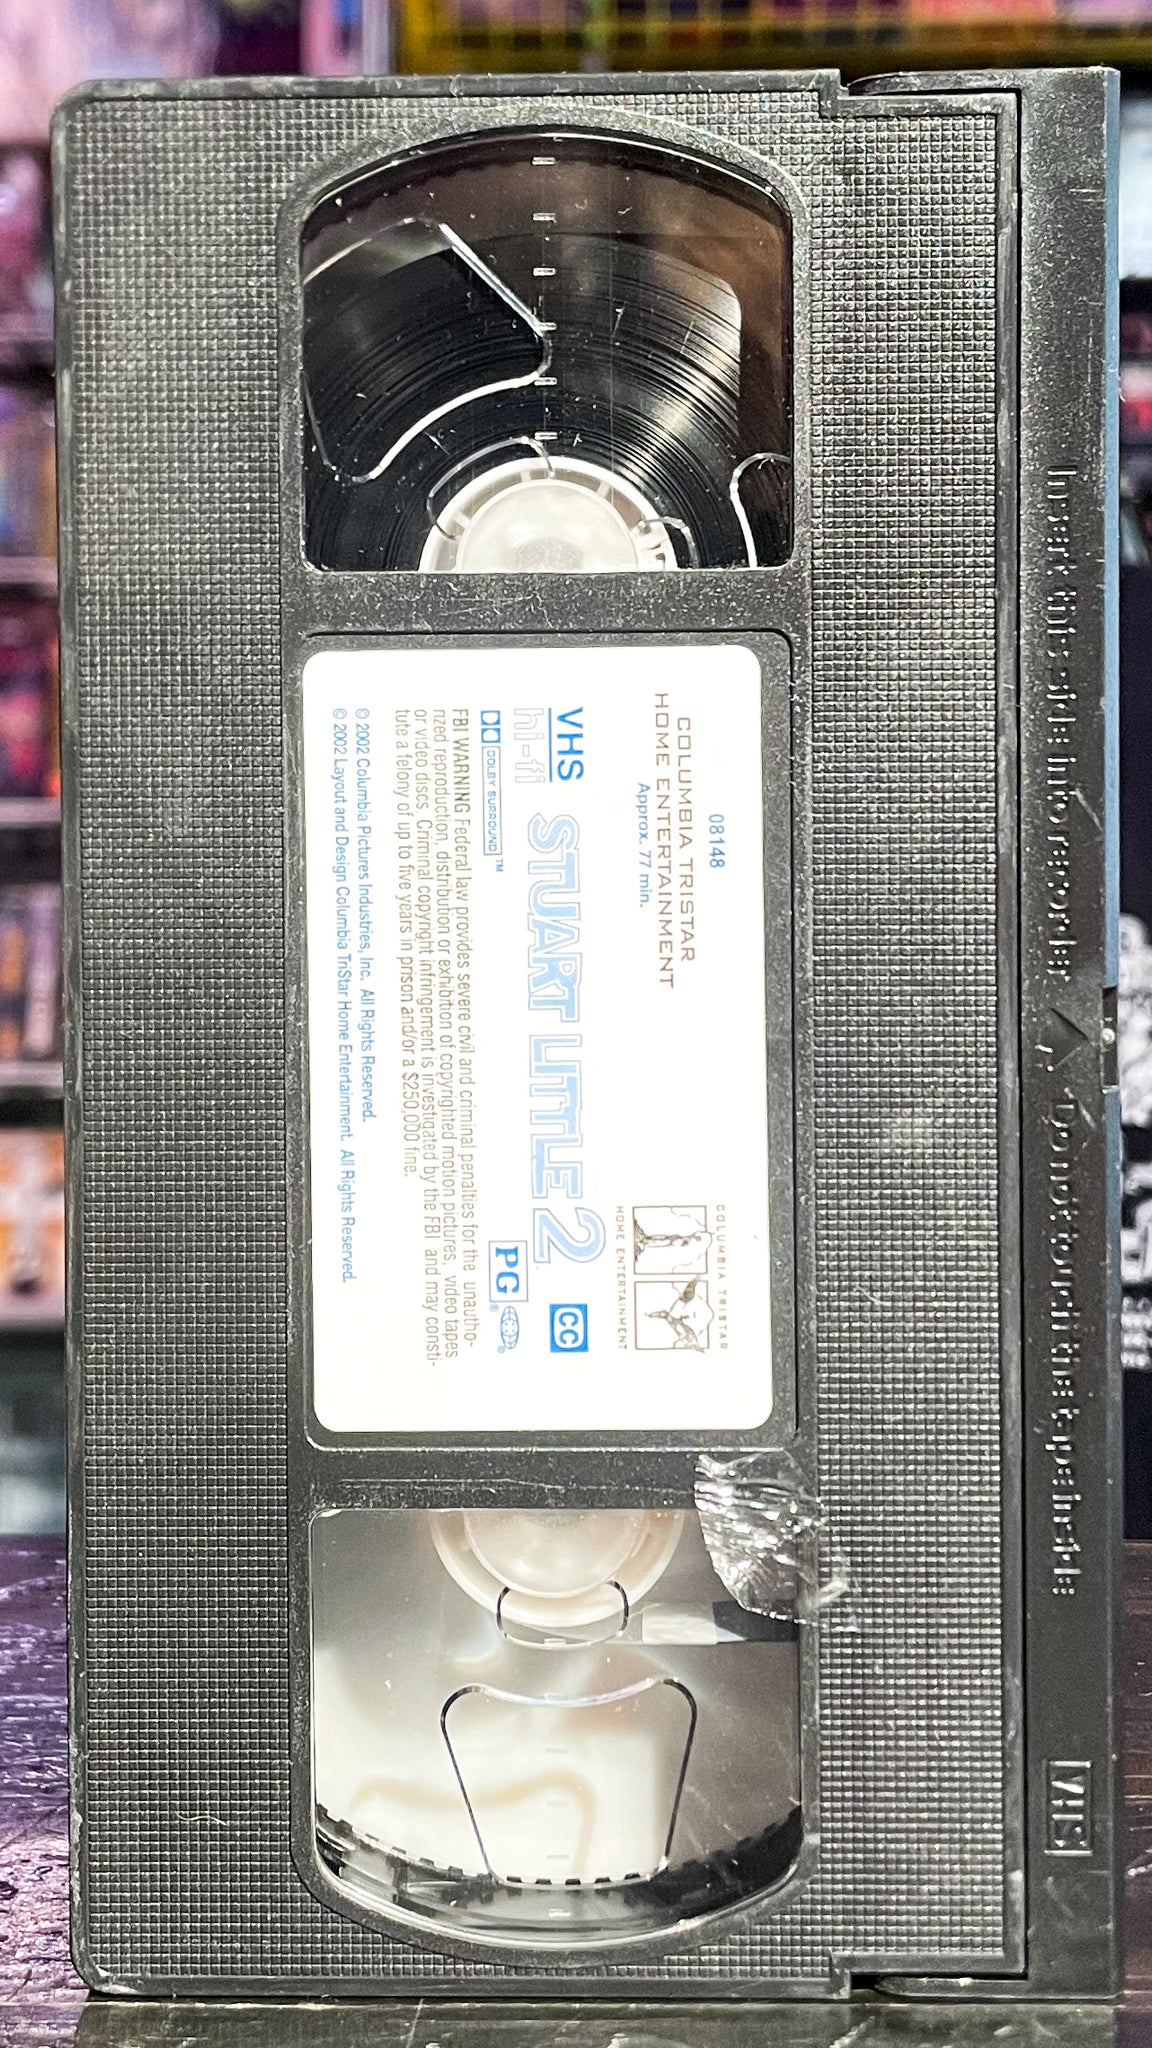 Insert this side into recorder Do not touch the tape inside
VHS
08148
COLUMBIA TRISTAR
HOME ENTERTAINMENT
Approx. 77 min.
COLUMBIA TRISTAR
HOME ENTERTAINMENT
VHS
hi-fi
STUART LITTLE 2
CC
DOLBY SURROUND™
PG®
®
FBI WARNING Federal law provides severe civil and criminal penalties for the unautho-
rized reproduction, distribution or exhibition of copyrighted motion pictures, video tapes
or video discs. Criminal copyright infringement is investigated by the FBI and may consti-
tute a felony of up to five years in prison and/or a $250,000 fine.
© 2002 Columbia Pictures Industries, Inc. All Rights Reserved.
© 2002 Layout and Design Columbia TriStar Home Entertainment. All Rights Reserved.